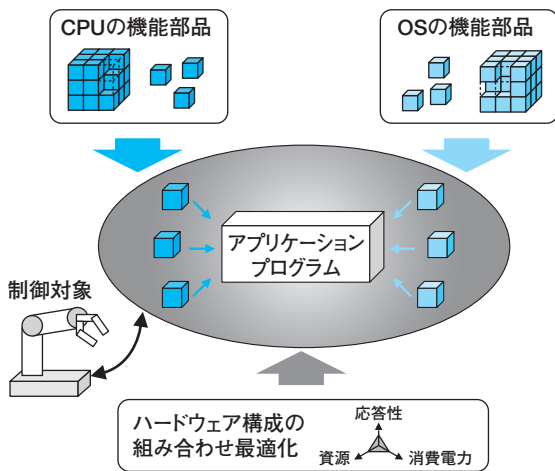 CPUの機能部品
OSの機能部品
アプリケーション
プログラム
制御対象
ハードウェア構成の
組み合わせ最適化
応答性
資源
消費電力